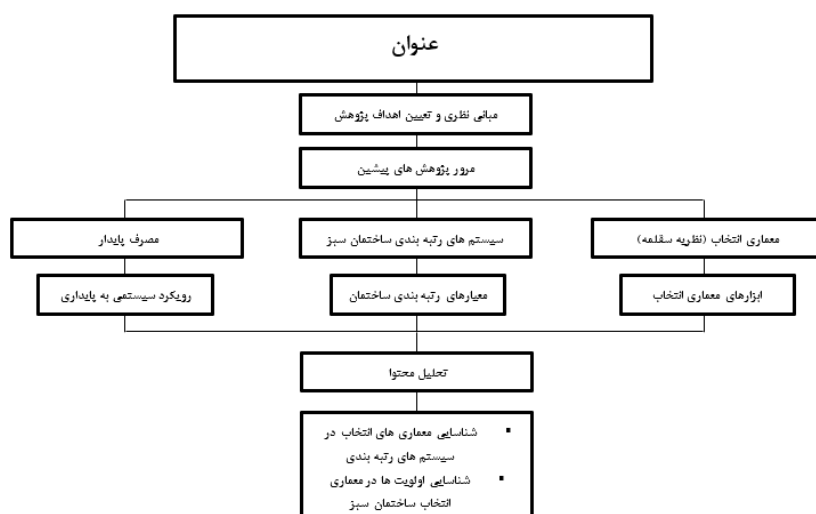 عنوان
مبانی نظری و تعیین اهداف پژوهش
مرور پژوهش های پیشین
معماری انتخاب (نظریه سقلمه)
سیستم های رتبه بندی ساختمان سبز
مصرف پایدار
ابزارهای معماری انتخاب
معیارهای رتبه بندی ساختمان
رویکرد سیستمی به پایداری
تحلیل محتوا
▪ شناسایی معماری های انتخاب در
سیستم های رتبه بندی
▪ شناسایی اولویت ها در معماری
انتخاب ساختمان سبز